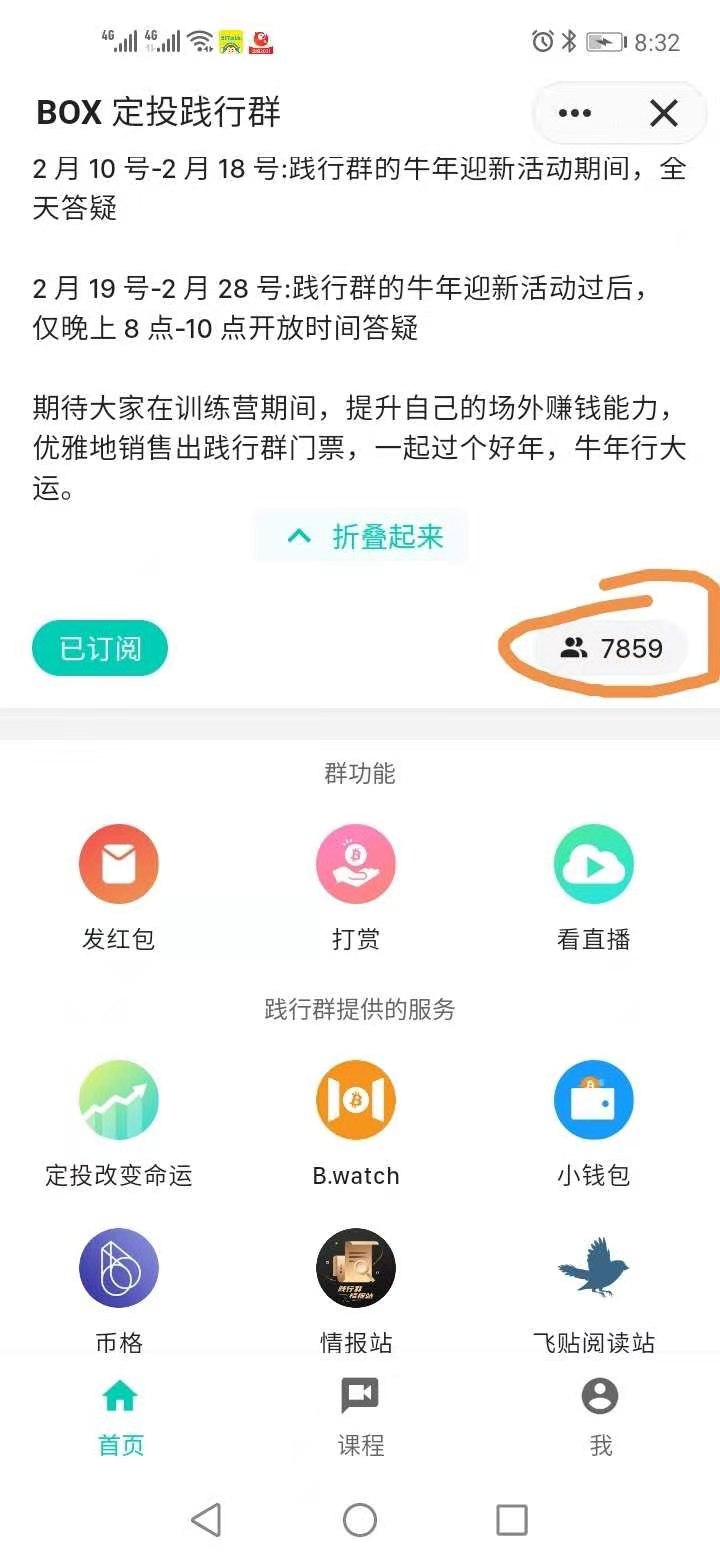 4G 4G 8:32
BOX 定投践行群
2 月 10 号-2 月 18 号:践行群的牛年迎新活动期间，全
天答疑
2 月 19 号-2 月 28 号:践行群的牛年迎新活动过后，
仅晚上 8 点-10 点开放时间答疑
期待大家在训练营期间，提升自己的场外赚钱能力，
优雅地销售出践行群门票，一起过个好年，牛年行大
运。
折叠起来
已订阅 7859
群功能
发红包 打赏 看直播
践行群提供的服务
定投改变命运 B.watch 小钱包
践行群
情报站
币格 情报站 飞贴阅读站
首页 课程 我